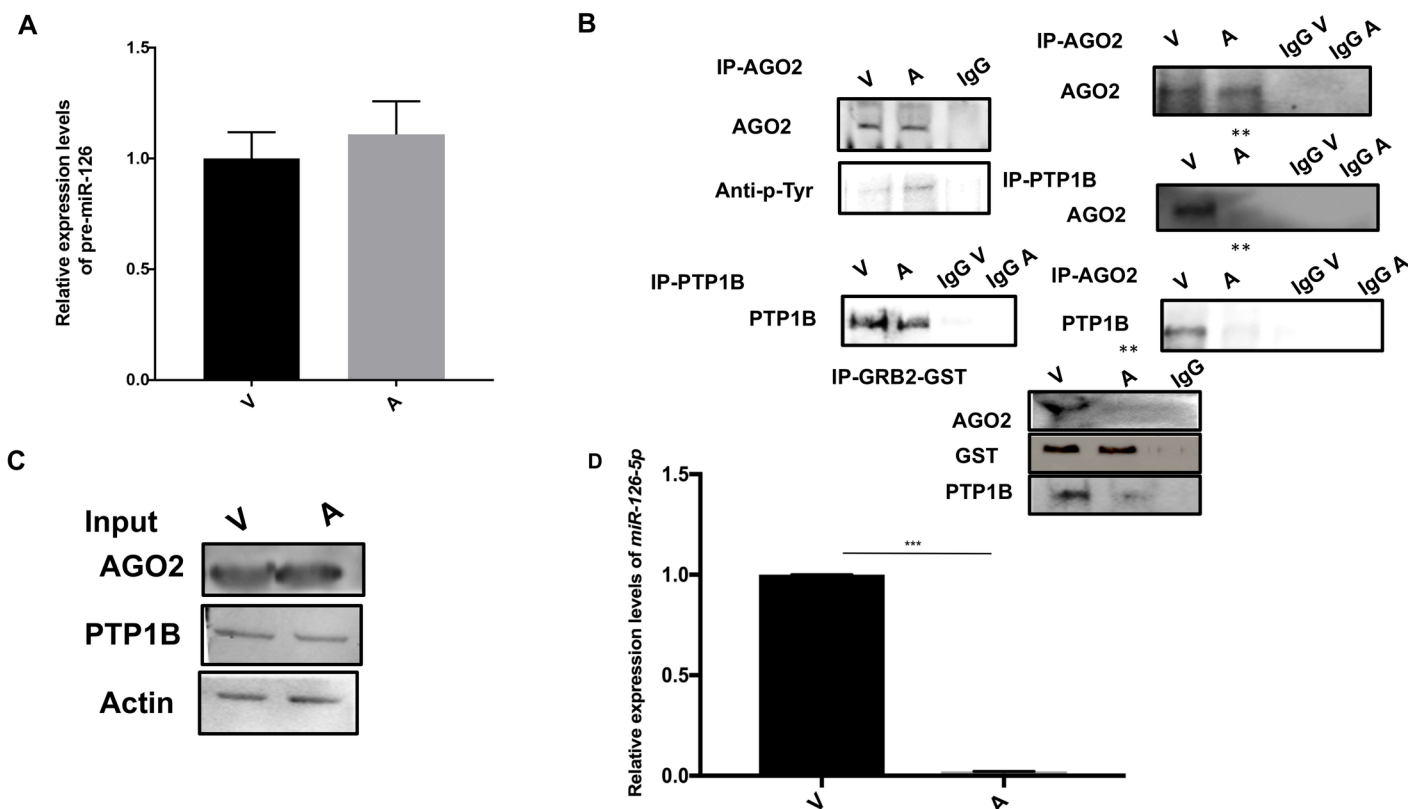 A
Relative expression levels
of pre-miR-126
1.5
1.0
0.5
0.0
V
A
B
IP-AGO2
V
A
IgG
AGO2
Anti-p-Tyr
IP-AGO2
V
A
IgG V
IgG A
AGO2
**
IP-PTP1B
V
A
IgG V
IgG A
AGO2
**
IP-PTP1B
V
A
IgG V
IgG A
PTP1B
IP-AGO2
V
A
IgG V
IgG A
PTP1B
**
IP-GRB2-GST
V
A
IgG
AGO2
GST
PTP1B
C
Input
V
A
AGO2
PTP1B
Actin
D
Relative expression levels of miR-126-5p
1.5
1.0
0.5
0.0
***
V
A